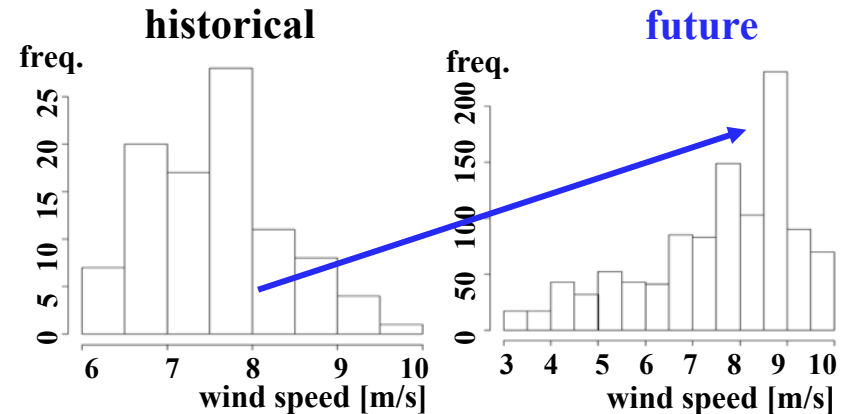 historical
freq.
25
20
15
10
5
0
6 7 8 9 10
wind speed [m/s]
future
freq.
200
150
100
50
0
3 4 5 6 7 8 9 10
wind speed [m/s]